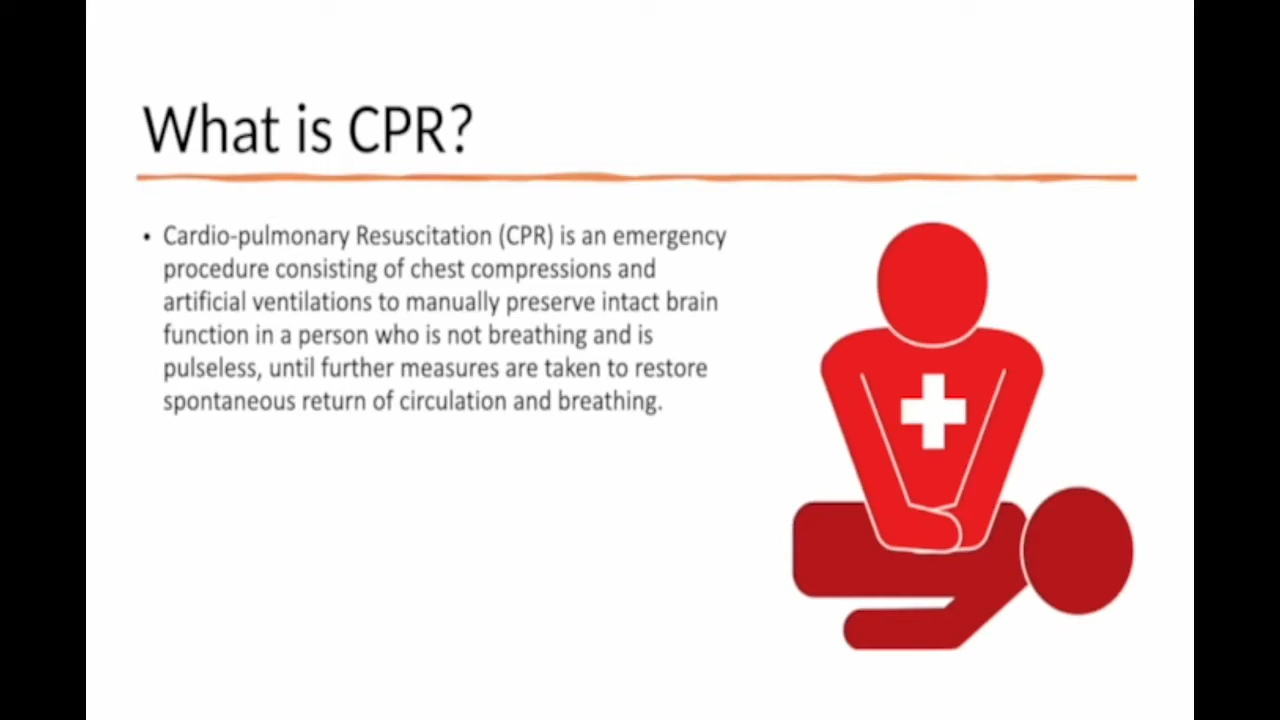 What is CPR?
• Cardio-pulmonary Resuscitation (CPR) is an emergency
procedure consisting of chest compressions and
artificial ventilations to manually preserve intact brain
function in a person who is not breathing and is
pulseless, until further measures are taken to restore
spontaneous return of circulation and breathing.